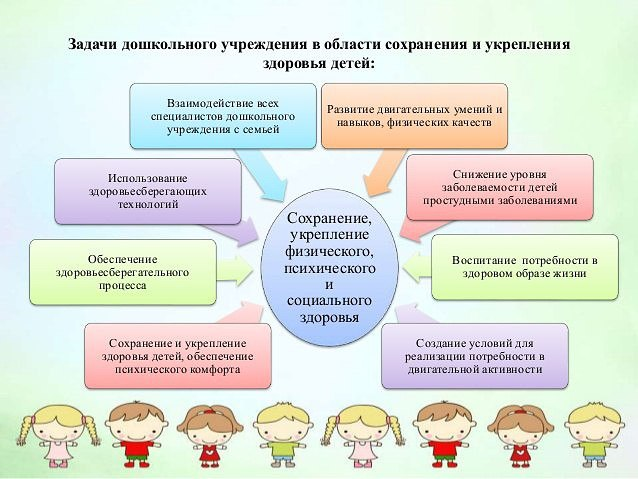 Задачи дошкольного учреждения в области сохранения и укрепления
здоровья детей:
Взаимодействие всех
специалистов дошкольного
учреждения с семьей
Развитие двигательных умений и
навыков, физических качеств
Использование
здоровьесберегающих
технологий
Снижение уровня
заболеваемости детей
простудными заболеваниями
Сохранение,
укрепление
физического,
психического
и
социального
здоровья
Обеспечение
здоровьесберегательного
процесса
Воспитание потребности в
здоровом образе жизни
Сохранение и укрепление
здоровья детей, обеспечение
психического комфорта
Создание условий для
реализации потребности в
двигательной активности